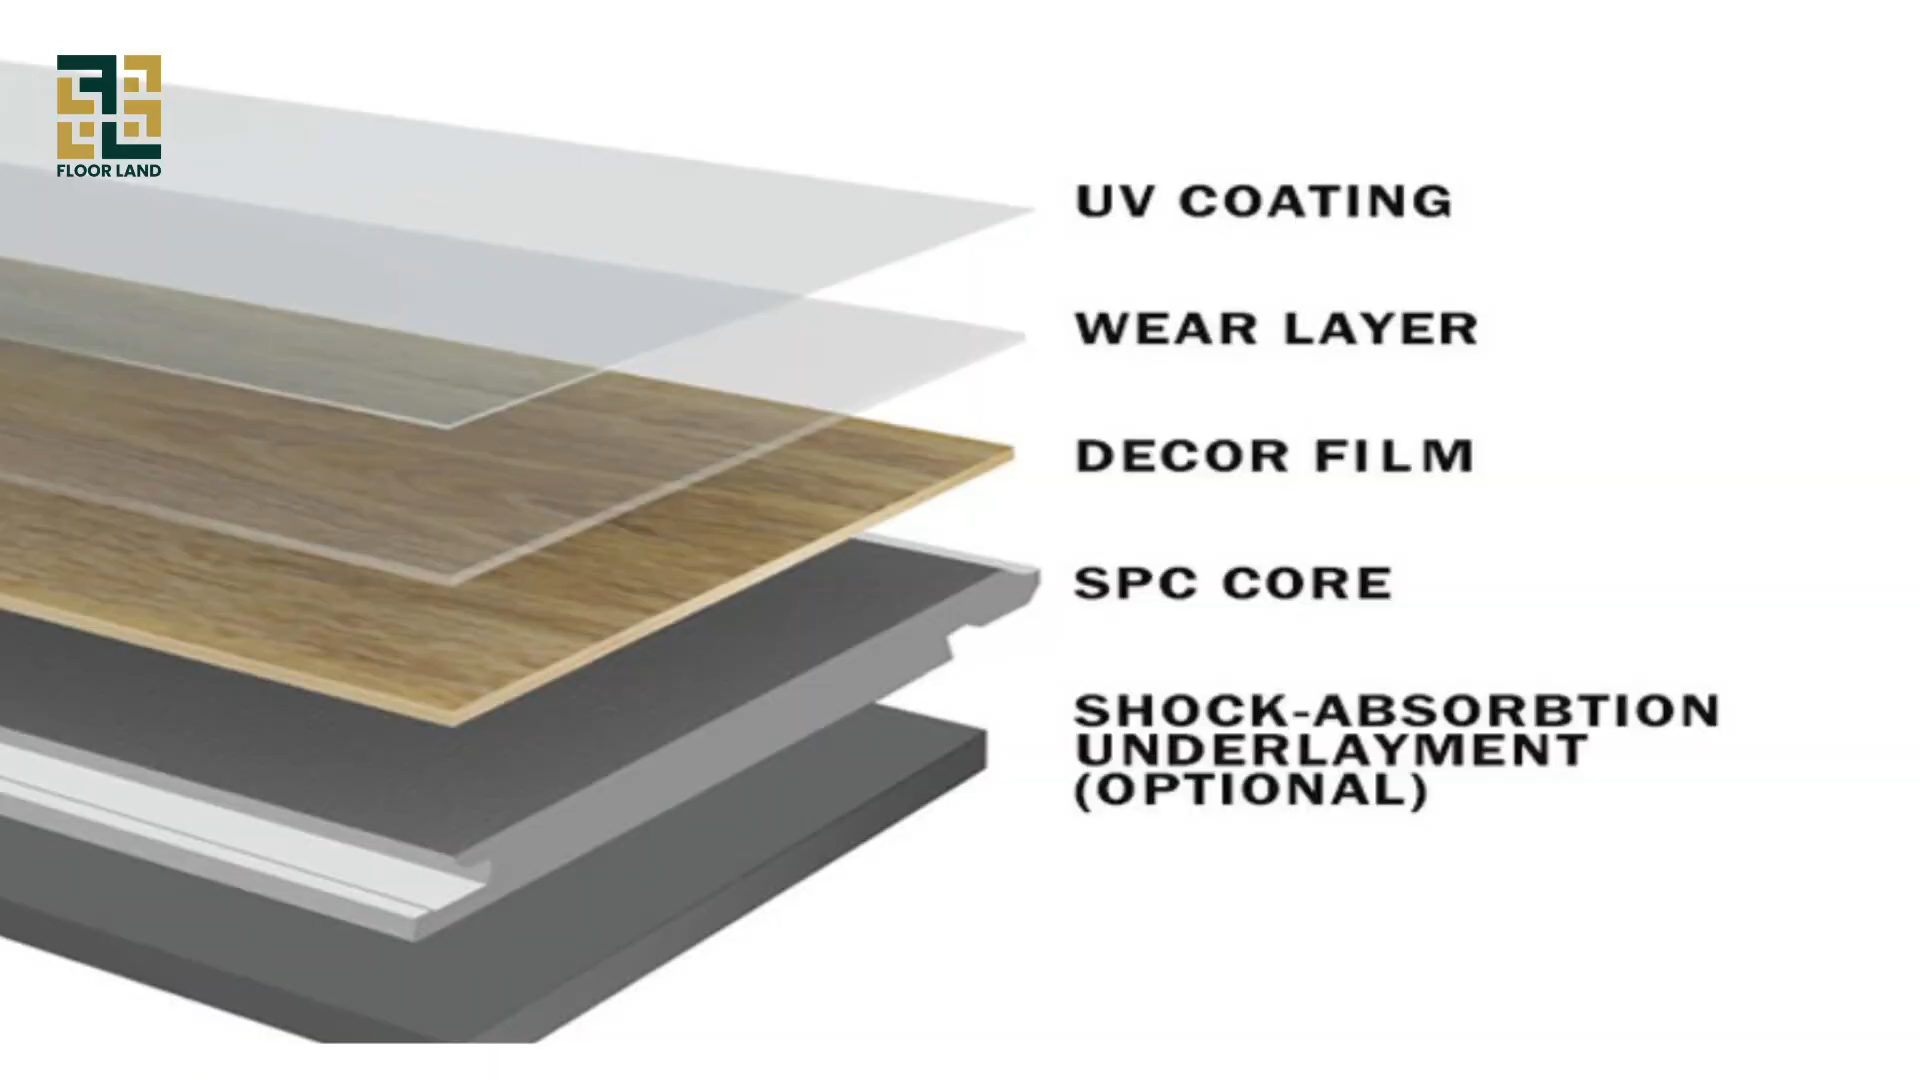 FLOOR LAND
UV COATING
WEAR LAYER
DECOR FILM
SPC CORE
SHOCK-ABSORBTION
UNDERLAYMENT
(OPTIONAL)